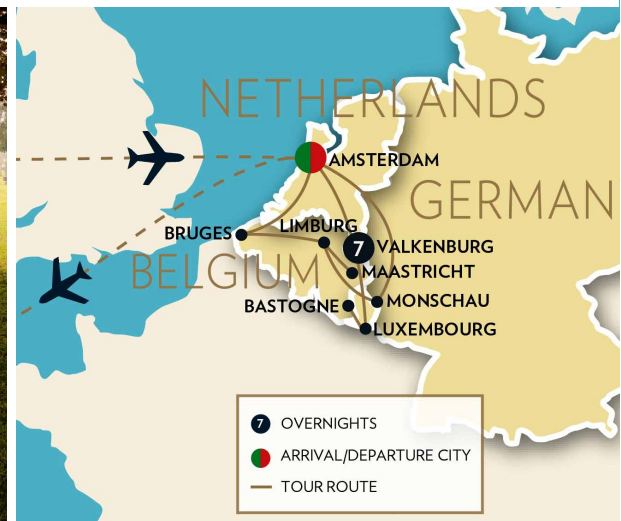 NETHERLANDS
AMSTERDAM
GERMAN
BRUGES
LIMBURG
7
VALKENBURG
BELGIUM
MAASTRICHT
BASTOGNE
MONSCHAU
LUXEMBOURG
7 OVERNIGHTS
ARRIVAL/DEPARTURE CITY
TOUR ROUTE